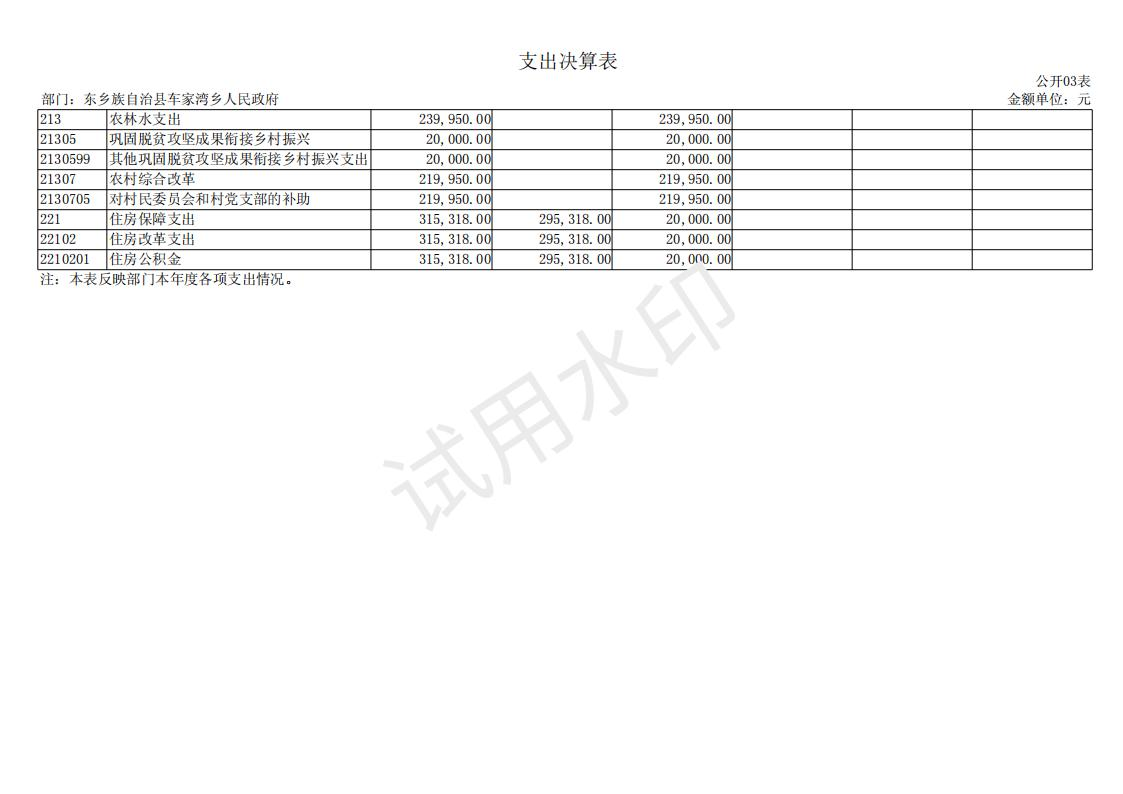 支出决算表
公开03表
部门：东乡族自治县车家湾乡人民政府 金额单位：元
213 农林水支出 239,950.00 239,950.00
21305 巩固脱贫攻坚成果衔接乡村振兴 20,000.00 20,000.00
2130599 其他巩固脱贫攻坚成果衔接乡村振兴支出 20,000.00 20,000.00
21307 农村综合改革 219,950.00 219,950.00
2130705 对村民委员会和村党支部的补助 219,950.00 219,950.00
221 住房保障支出 315,318.00 295,318.00 20,000.00
22102 住房改革支出 315,318.00 295,318.00 20,000.00
2210201 住房公积金 315,318.00 295,318.00 20,000.00
注：本表反映部门本年度各项支出情况。
试用水印